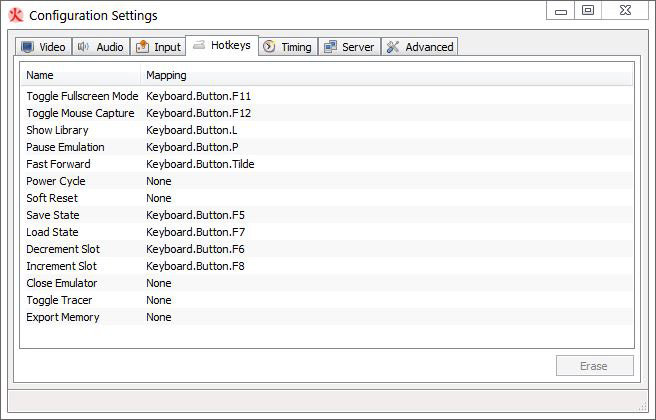 火 Configuration Settings
Video Audio Input Hotkeys Timing Server Advanced
Name Mapping
Toggle Fullscreen Mode Keyboard.Button.F11
Toggle Mouse Capture Keyboard.Button.F12
Show Library Keyboard.Button.L
Pause Emulation Keyboard.Button.P
Fast Forward Keyboard.Button.Tilde
Power Cycle None
Soft Reset None
Save State Keyboard.Button.F5
Load State Keyboard.Button.F7
Decrement Slot Keyboard.Button.F6
Increment Slot Keyboard.Button.F8
Close Emulator None
Toggle Tracer None
Export Memory None
Erase